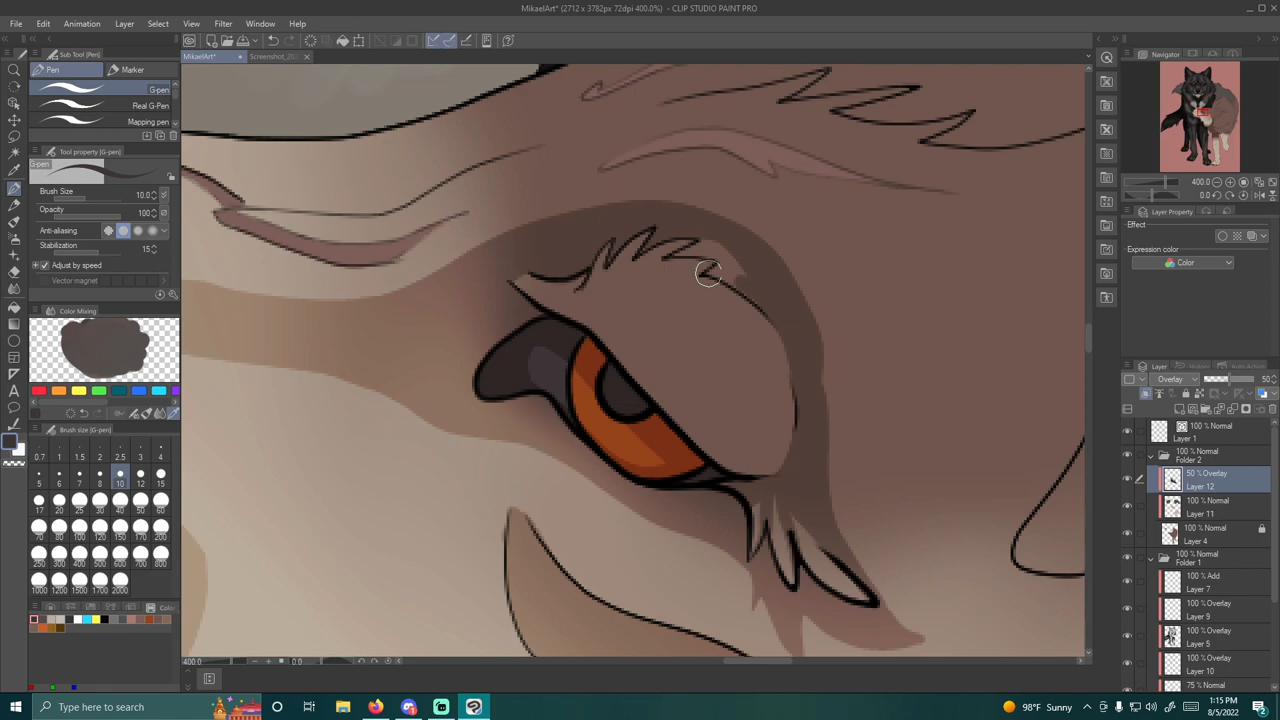 MikaelArt* (2712 x 3782px 72dpi 400.0%) - CLIP STUDIO PAINT PRO
File Edit Animation Layer Select View Filter Window Help
MikaelArt* Screenshot_20
Sub Tool [Pen]
Pen Marker
G-pen
Real G-Pen
Mapping pen
Tool property [G-pen]
G-pen
Brush Size 10.0
Opacity 100
Anti-aliasing
Stabilization 15
Adjust by speed
Vector magnet
Color Mixing
Brush size [G-pen]
0.7 1 1.5 2 2.5 3 4
5 7 8 10 12 15
17 20 25 30 40 50 60
70 80 100 120 150 170 200
250 300 400 500 600 700 800
1000 1200 1500 1700 2000
Color
400.0 0.0
Navigator
400.0
0.0
Layer Property
Effect
Expression color
Color
Layer
Overlay 50
100 % Normal
Layer 1
100 % Normal
Folder 2
50 % Overlay
Layer 12
100 % Normal
Layer 11
100 % Normal
Layer 4
100 % Normal
Folder 1
100 % Add
Layer 7
100 % Overlay
Layer 9
100 % Overlay
Layer 5
100 % Overlay
Layer 10
75 % Normal
Type here to search
98°F Sunny
1:15 PM
8/5/2022
2